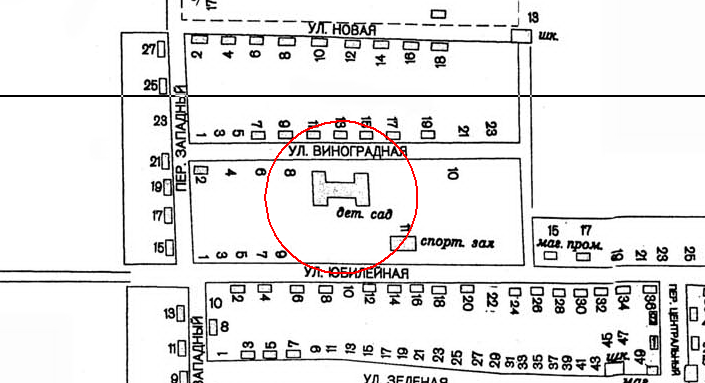 17
13
УЛ. НОВАЯ
шк.
27
2 4 6 8 10 12 14 16 18
25
ПЕР. ЗАПАДНЫЙ
23
1 3 5 7 9 11 13 15 17 19 21 23
УЛ. ВИНОГРАДНАЯ
21
2 4 6 8 10
19
дет. сад
17
11
спорт. зал
15
1 3 5 7 9
15 17
маг. пром.
19 21 23 25
УЛ. ЮБИЛЕЙНАЯ
10 2 4 6 8 10 12 14 16 18 20 22 24 26 28 30 32 34 36
13
8
ПЕР. ЦЕНТРАЛЬНЫЙ
ЗАПАДНЫЙ
11
1 3 5 7 9 11 13 15 17 19 21 23 25 27 29 31 33 35 37 39 41 43 45 47 49
шк.
9
УЛ. ЗЕЛЕНАЯ
маг.